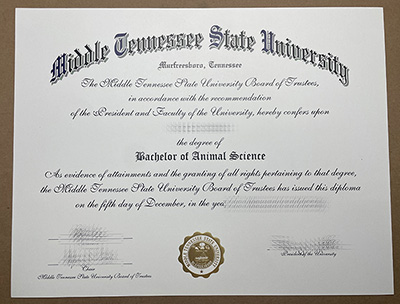 Middle Tennessee State University
Murfreesboro, Tennessee
The Middle Tennessee State University Board of Trustees,
in accordance with the recommendation
of the President and Faculty of the University, hereby confers upon
the degree of
Bachelor of Animal Science
As evidence of attainments and the granting of all rights pertaining to that degree,
the Middle Tennessee State University Board of Trustees has issued this diploma
on the fifth day of December, in the year
Chair
Middle Tennessee State University Board of Trustees
President of the University